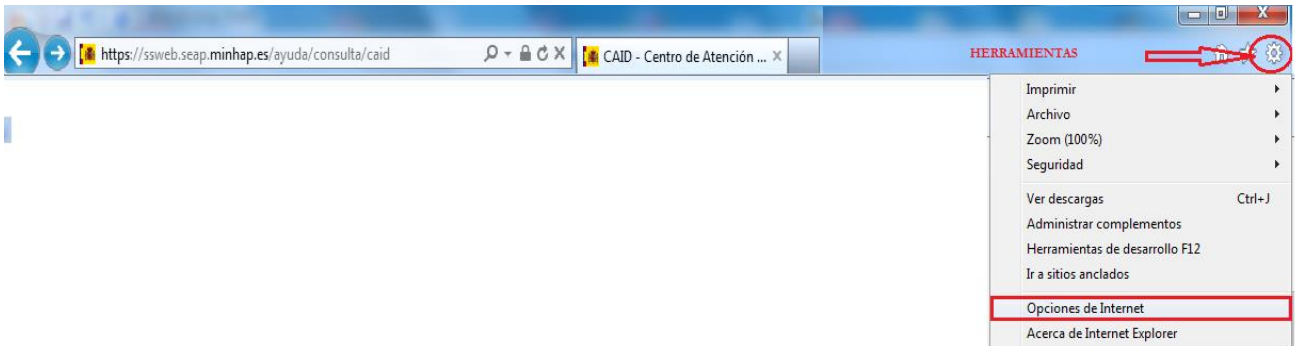 https://ssweb.seap.minhap.es/ayuda/consulta/caid
CAID - Centro de Atención ...
HERRAMIENTAS
Imprimir
Archivo
Zoom (100%)
Seguridad
Ver descargas Ctrl+J
Administrar complementos
Herramientas de desarrollo F12
Ir a sitios anclados
Opciones de Internet
Acerca de Internet Explorer